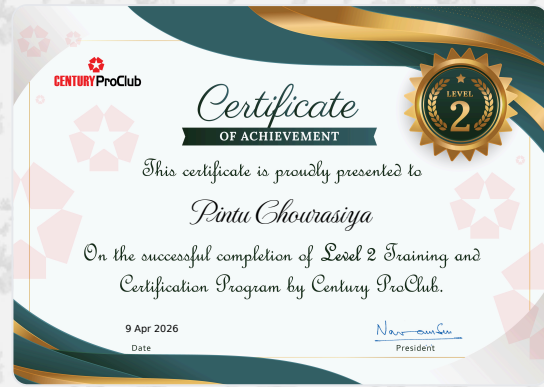 CENTURY ProClub
Certificate
OF ACHIEVEMENT
LEVEL
2
This certificate is proudly presented to
Pintu Chourasiya
On the successful completion of Level 2 Training and
Certification Program by Century ProClub.
9 Apr 2026
Date
President